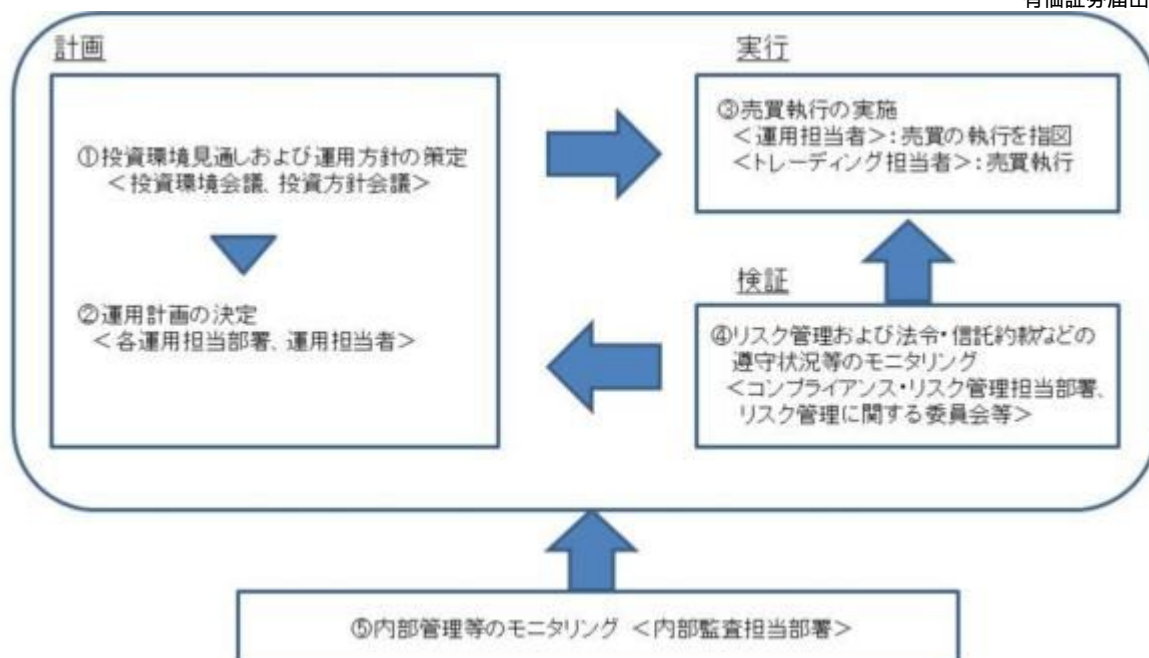 計画
①投資環境見通しおよび運用方針の策定
＜投資環境会議、投資方針会議＞
②運用計画の決定
＜各運用担当部署、運用担当者＞
実行
③売買執行の実施
＜運用担当者＞：売買の執行を指図
＜トレーディング担当者＞：売買執行
検証
④リスク管理および法令・信託約款などの
遵守状況等のモニタリング
＜コンプライアンス・リスク管理担当部署、
リスク管理に関する委員会等＞
⑤内部管理等のモニタリング ＜内部監査担当部署＞